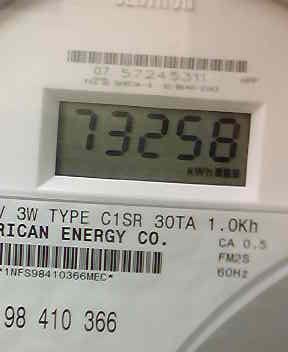 07 57245311
73258
kWh
V 3W TYPE C1SR 30TA 1.0Kh
RICAN ENERGY CO.
CA 0.5
FM2S
60Hz
*1NFS98410366MEC*
98 410 366